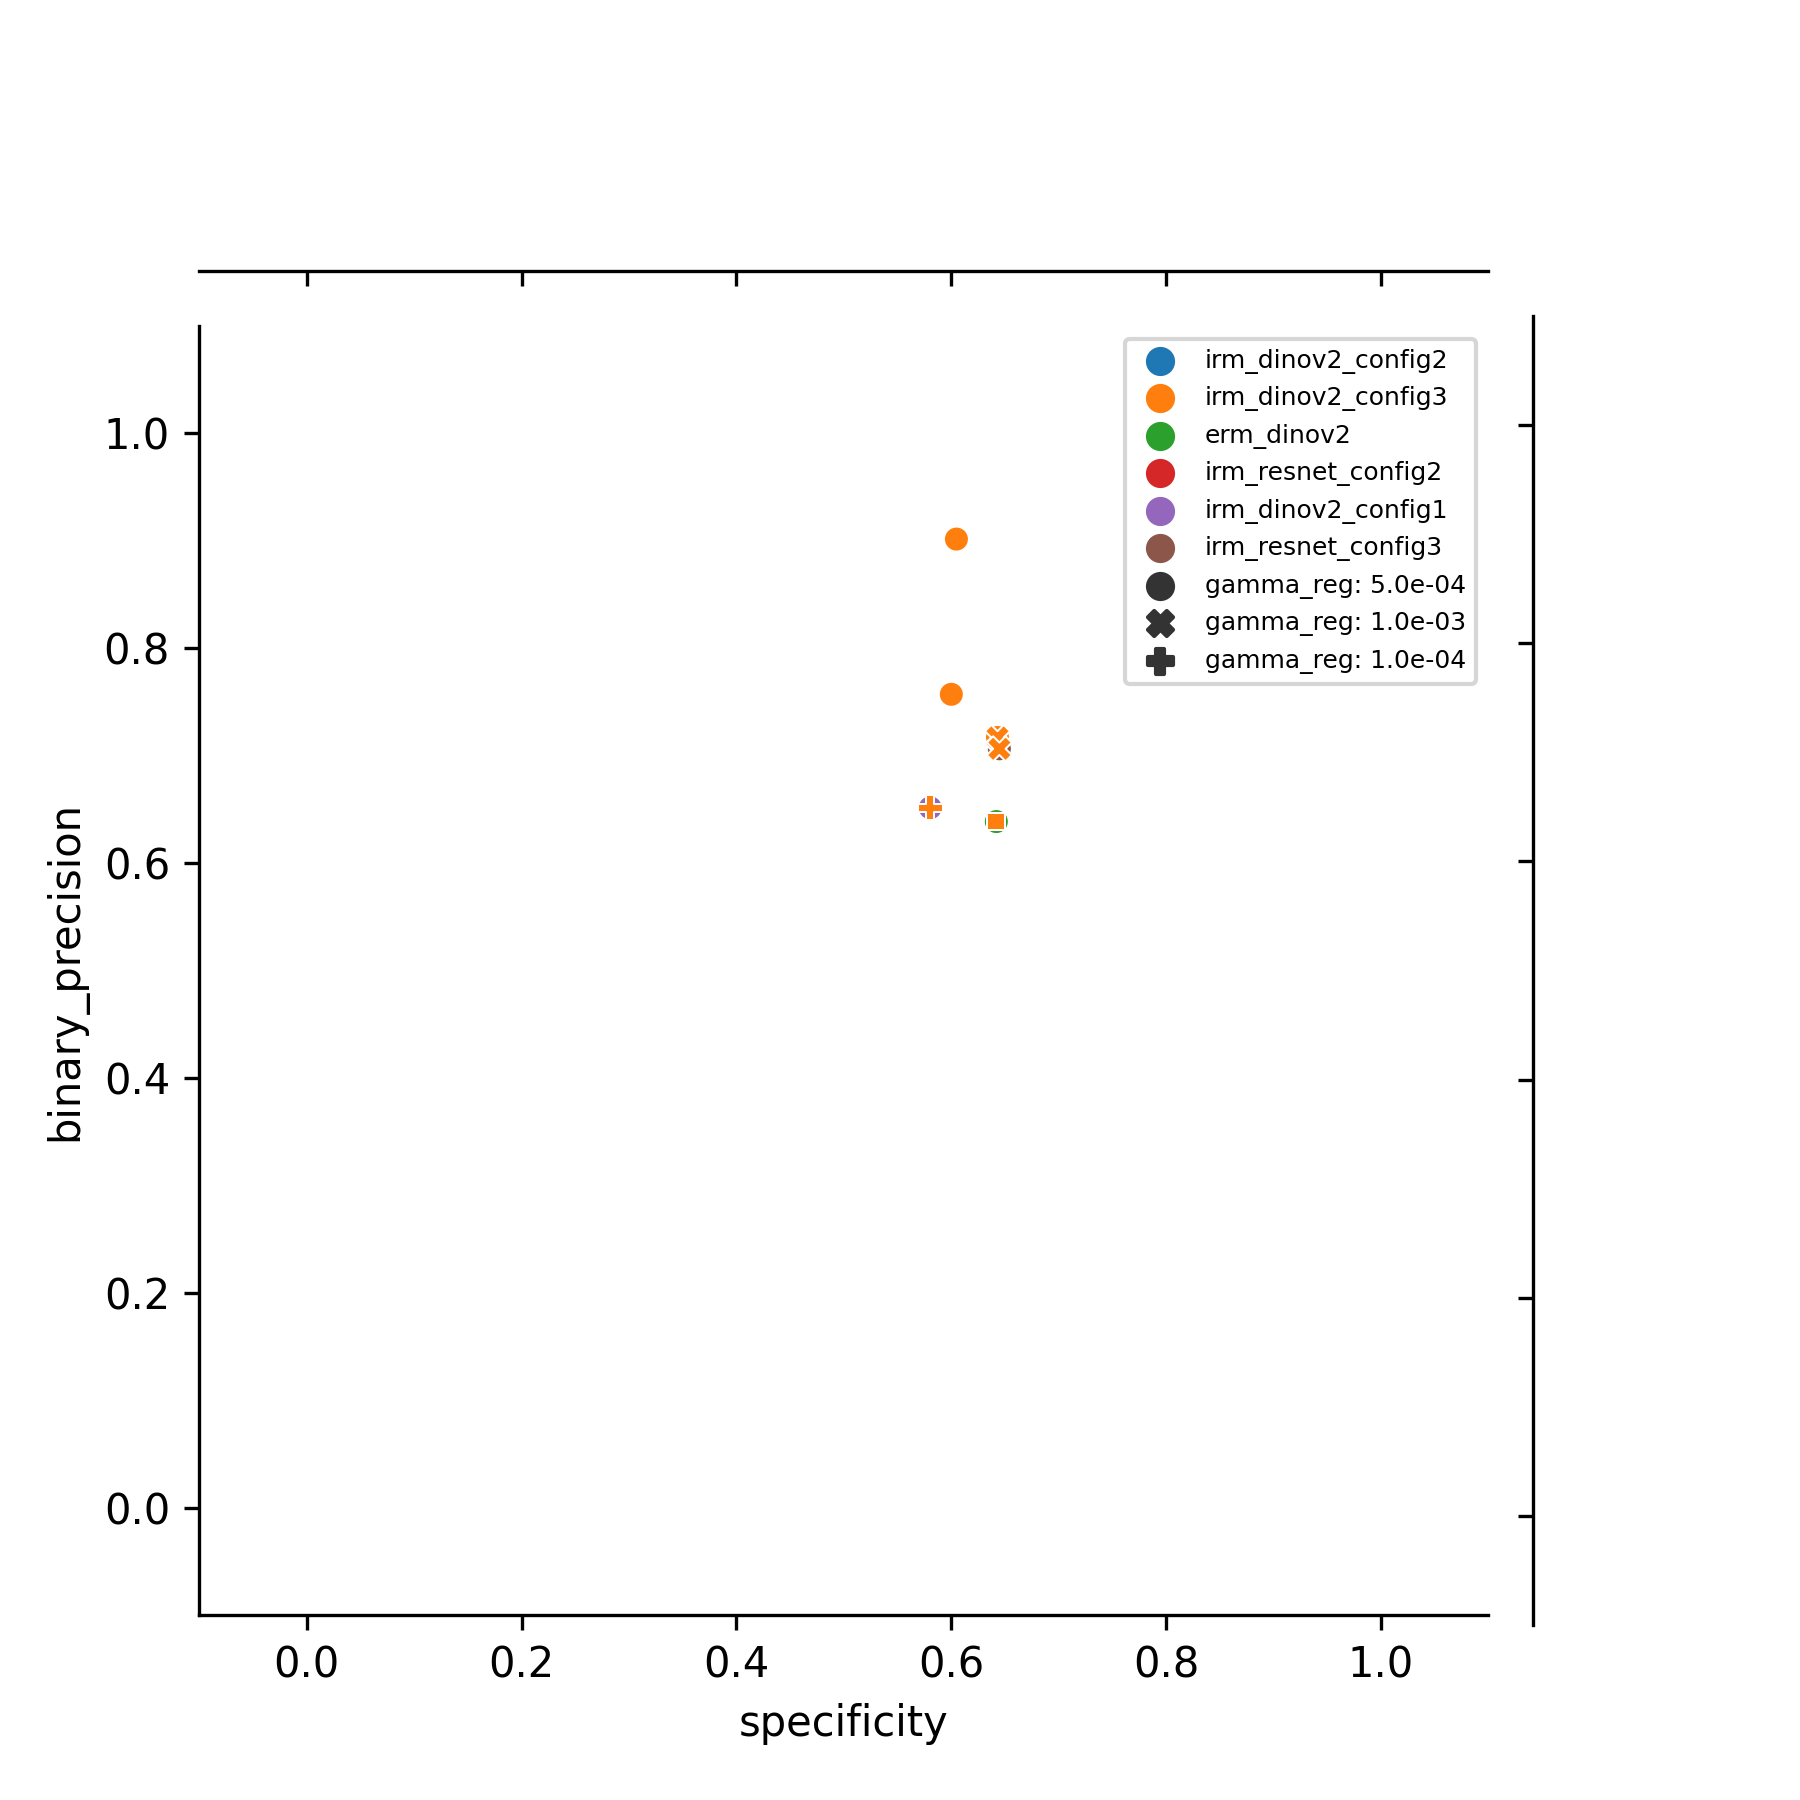 irm_dinov2_config2
irm_dinov2_config3
erm_dinov2
irm_resnet_config2
irm_dinov2_config1
irm_resnet_config3
gamma_reg: 5.0e-04
gamma_reg: 1.0e-03
gamma_reg: 1.0e-04
1.0
0.8
0.6
0.4
0.2
0.0
binary_precision
0.0 0.2 0.4 0.6 0.8 1.0
specificity